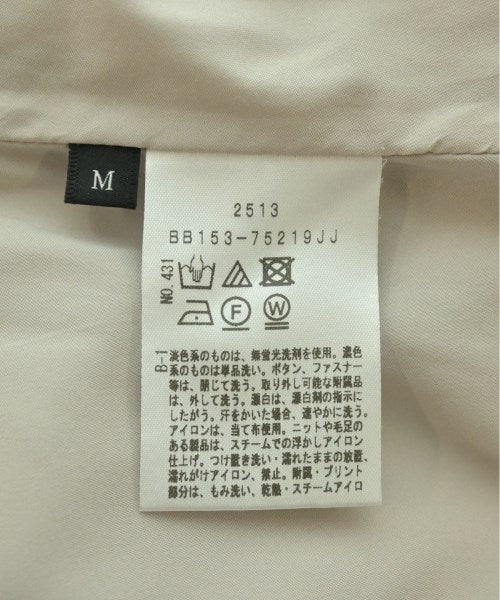 M
2513
BB153-75219JJ
NO.431
F
W
B-1
淡色系のものは、無蛍光洗剤を使用。濃色
系のものは単品洗い。ボタン、ファスナー
等は、閉じて洗う。取り外し可能な附属品
は、外して洗う。漂白は、漂白剤の指示に
したがう。汗をかいた場合、速やかに洗う。
アイロンは、当て布使用。ニットや毛足の
ある製品は、スチームでの浮かしアイロン
仕上げ。つけ置き洗い・濡れたままの放置、
濡れがけアイロン、禁止。附属・プリント
部分は、もみ洗い、乾熱・スチームアイロ